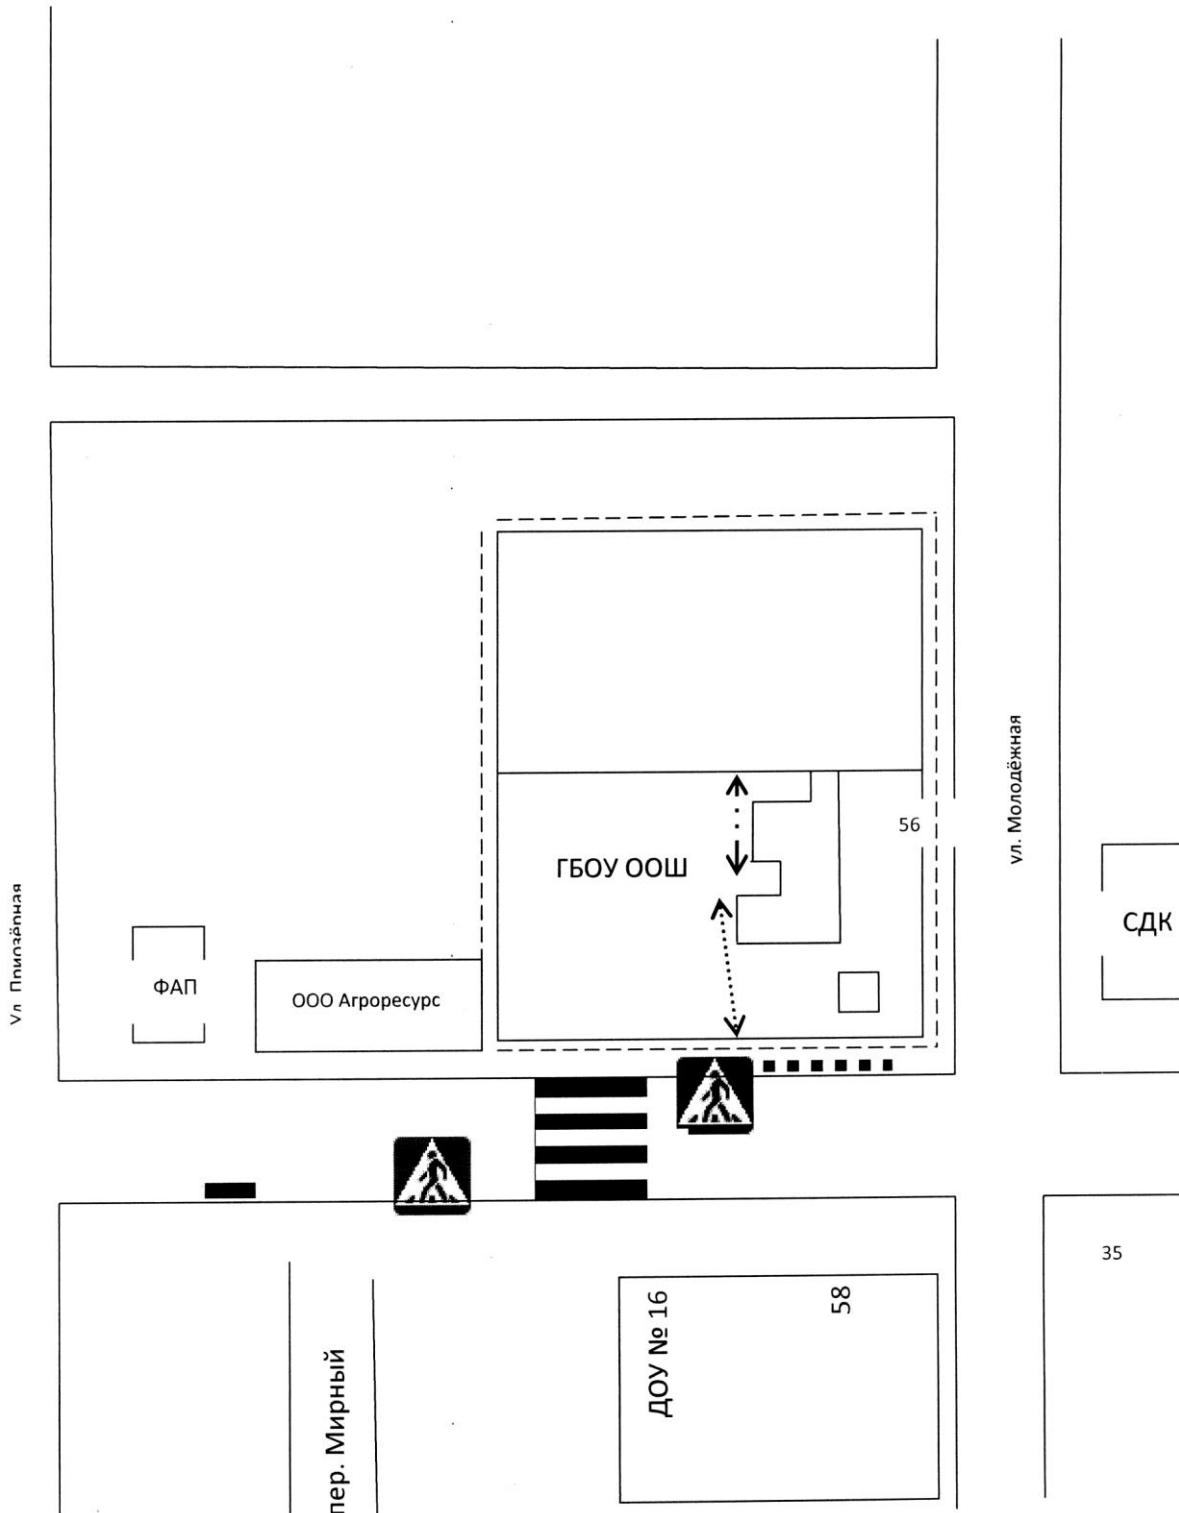 56
ул. Молодёжная
ГБОУ ООШ
Ул Приозёрная
СДК
ФАП
ООО Агроресурс
35
ДОУ № 16
58
пер. Мирный